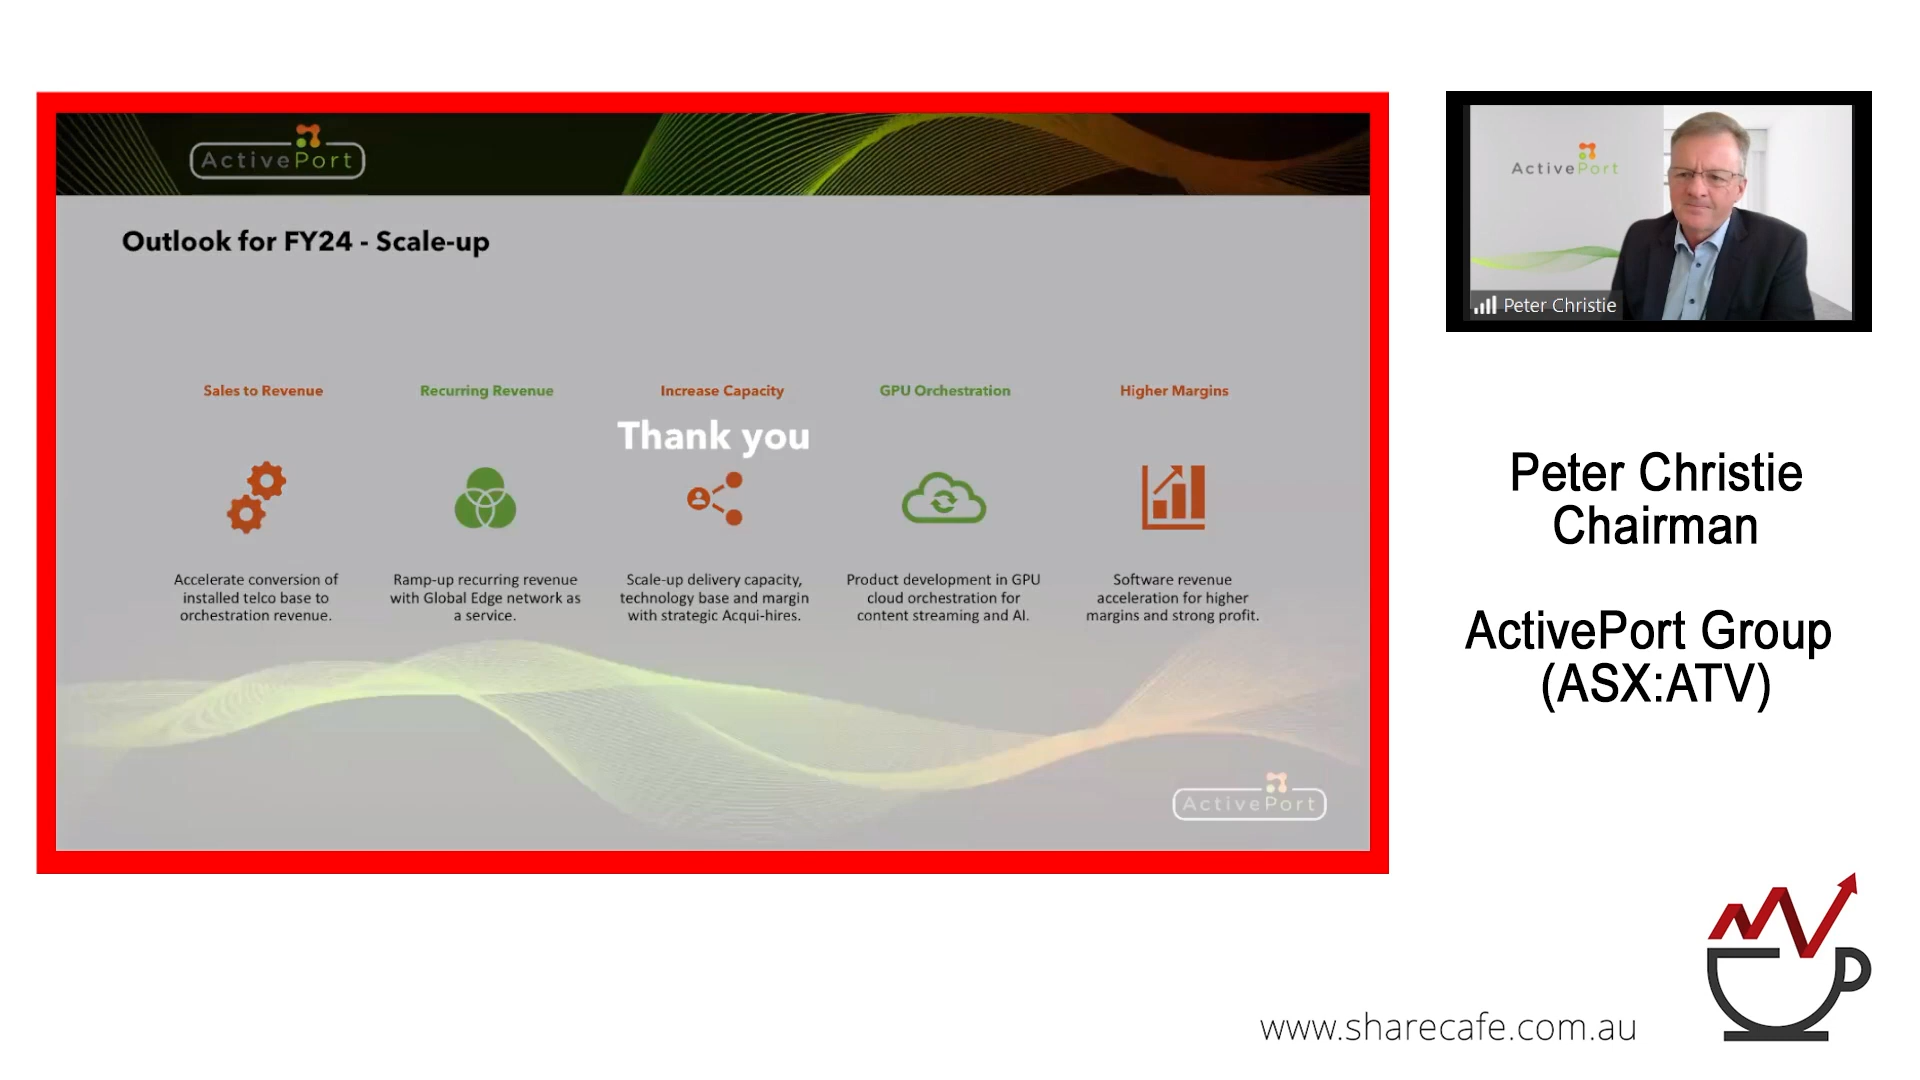 ActivePort
Outlook for FY24 - Scale-up
Sales to Revenue
Recurring Revenue
Increase Capacity
GPU Orchestration
Higher Margins
Thank you
Accelerate conversion of
installed telco base to
orchestration revenue.
Ramp-up recurring revenue
with Global Edge network as
a service.
Scale-up delivery capacity,
technology base and margin
with strategic Acqui-hires.
Product development in GPU
cloud orchestration for
content streaming and AI.
Software revenue
acceleration for higher
margins and strong profit.
ActivePort
ActivePort
Peter Christie
Peter Christie
Chairman
ActivePort Group
(ASX:ATV)
www.sharecafe.com.au